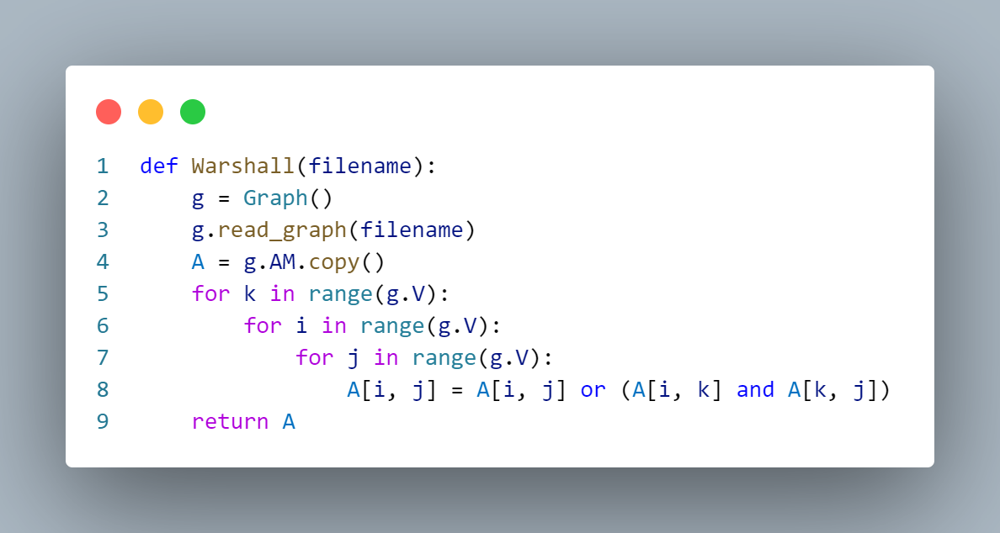 1 def Warshall(filename):
2     g = Graph()
3     g.read_graph(filename)
4     A = g.AM.copy()
5     for k in range(g.V):
6         for i in range(g.V):
7             for j in range(g.V):
8                 A[i, j] = A[i, j] or (A[i, k] and A[k, j])
9     return A